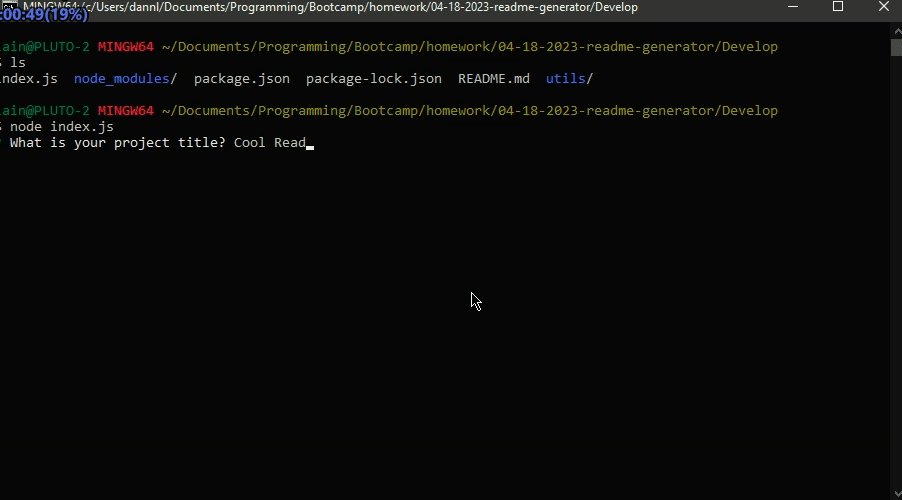 MINGW64:/c/Users/dannl/Documents/Programming/Bootcamp/homework/04-18-2023-readme-generator/Develop
:00:49(19%)
ain@PLUTO-2 MINGW64 ~/Documents/Programming/Bootcamp/homework/04-18-2023-readme-generator/Develop
$ ls
ndex.js node_modules/ package.json package-lock.json README.md utils/
ain@PLUTO-2 MINGW64 ~/Documents/Programming/Bootcamp/homework/04-18-2023-readme-generator/Develop
$ node index.js
? What is your project title? Cool Read